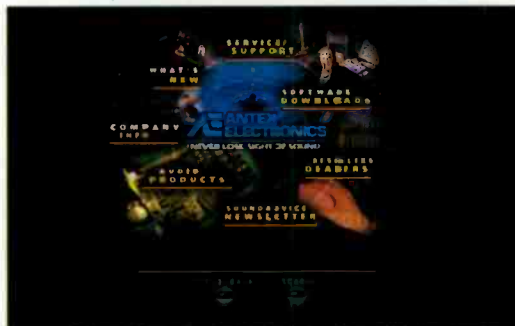 SERVICE/
SUPPORT
WHAT'S
NEW
SOFTWARE
DOWNLOADS
COMPANY
INFO
ANTEX
ELECTRONICS
NEVER LOSE SIGHT OF SOUND
DEALERS
AUDIO
PRODUCTS
SOUNDADVICE
NEWSLETTER